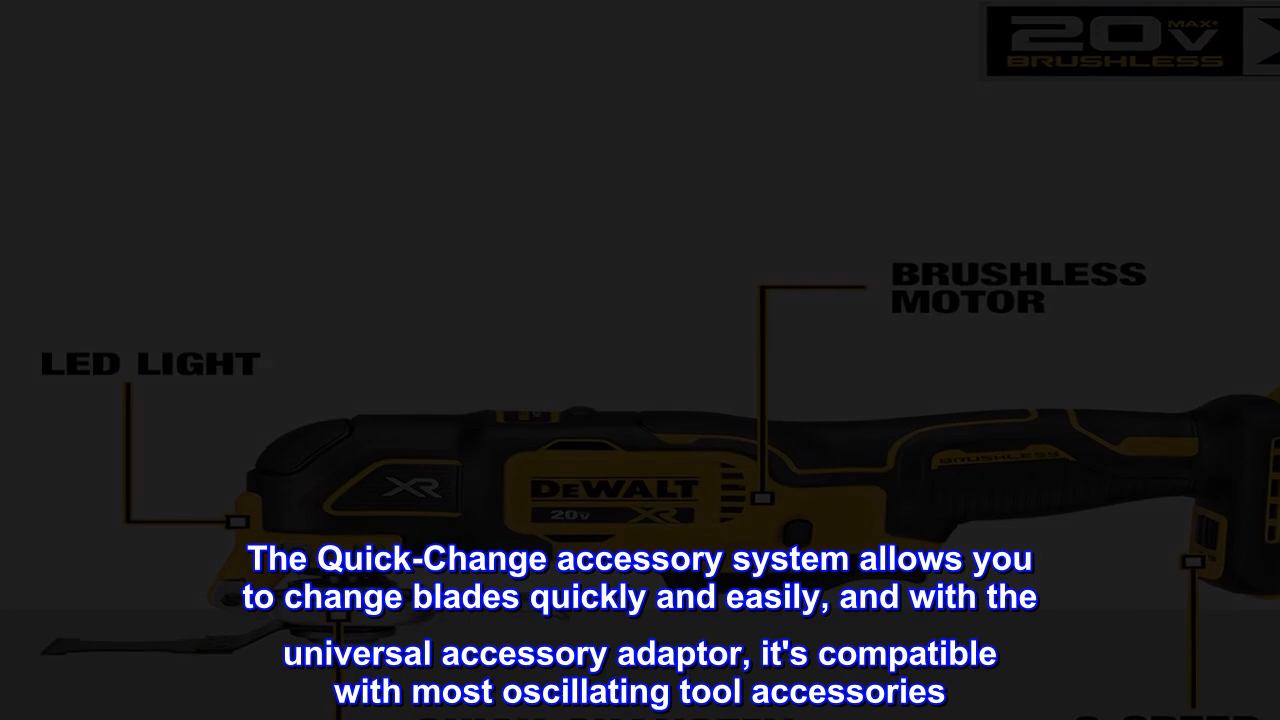 20V MAX*
BRUSHLESS
BRUSHLESS
MOTOR
LED LIGHT
BRUSHLESS
XR
DEWALT
20V XR
The Quick-Change accessory system allows you
to change blades quickly and easily, and with the
universal accessory adaptor, it's compatible
with most oscillating tool accessories